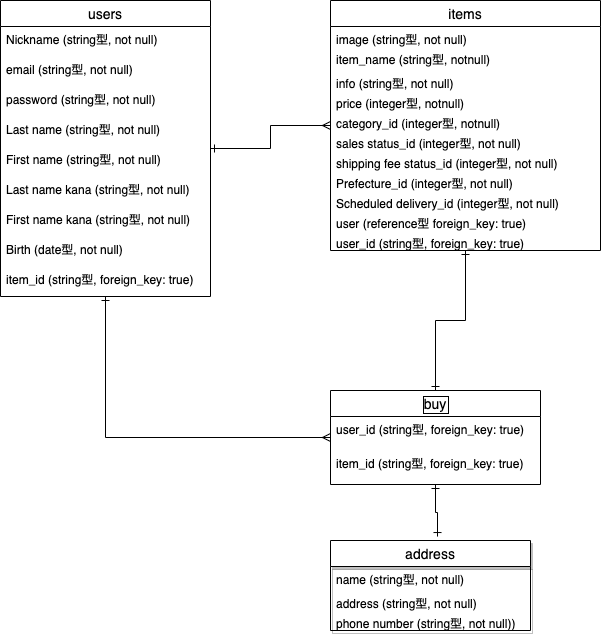 users
Nickname (string型, not null)
email (string型, not null)
password (string型, not null)
Last name (string型, not null)
First name (string型, not null)
Last name kana (string型, not null)
First name kana (string型, not null)
Birth (date型, not null)
item_id (string型, foreign_key: true)
items
image (string型, not null)
item_name (string型, notnull)
info (string型, not null)
price (integer型, notnull)
category_id (integer型, notnull)
sales status_id (integer型, not null)
shipping fee status_id (integer型, not null)
Prefecture_id (integer型, not null)
Scheduled delivery_id (integer型, not null)
user (reference型 foreign_key: true)
user_id (string型, foreign_key: true)
buy
user_id (string型, foreign_key: true)
item_id (string型, foreign_key: true)
address
name (string型, not null)
address (string型, not null)
phone number (string型, not null))